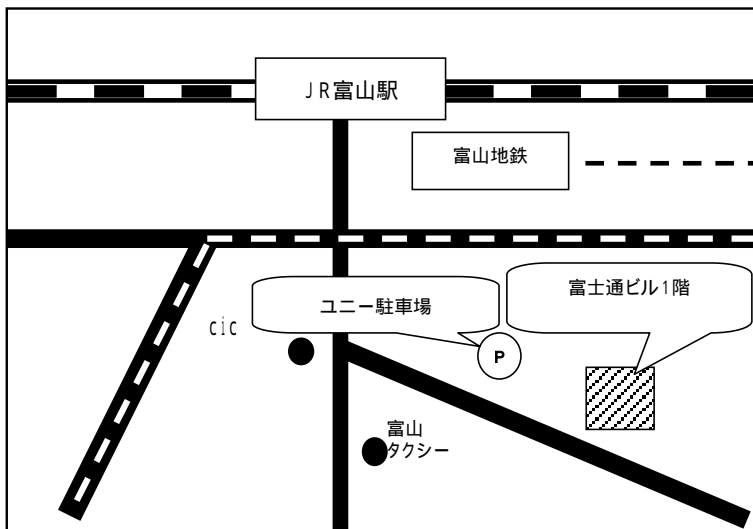 JR富山駅
富山地鉄
富士通ビル1階
ユニー駐車場
cic
P
富山
タクシー